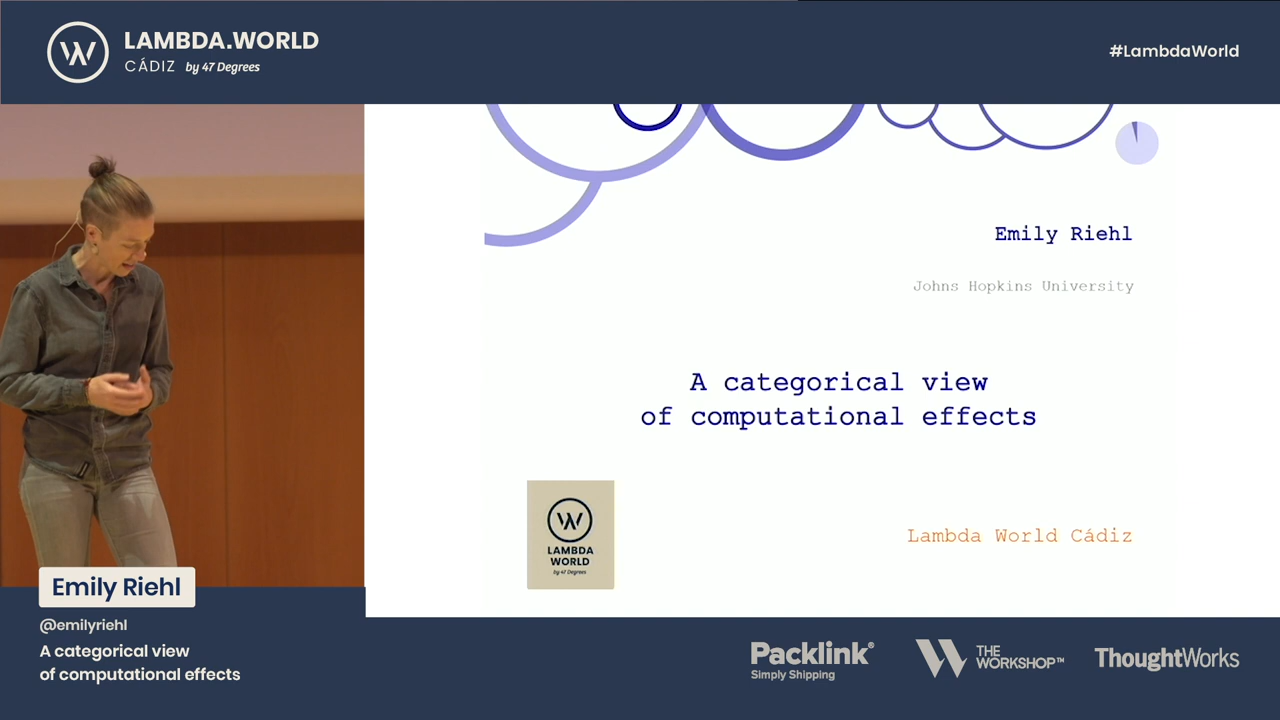 LAMBDA.WORLD
CÁDIZ by 47 Degrees
#LambdaWorld
Emily Riehl
Johns Hopkins University
A categorical view
of computational effects
LAMBDA
WORLD
by 47 Degrees
Lambda World Cádiz
Emily Riehl
@emilyriehl
A categorical view
of computational effects
Packlink®
Simply Shipping
THE
WORKSHOP™
ThoughtWorks